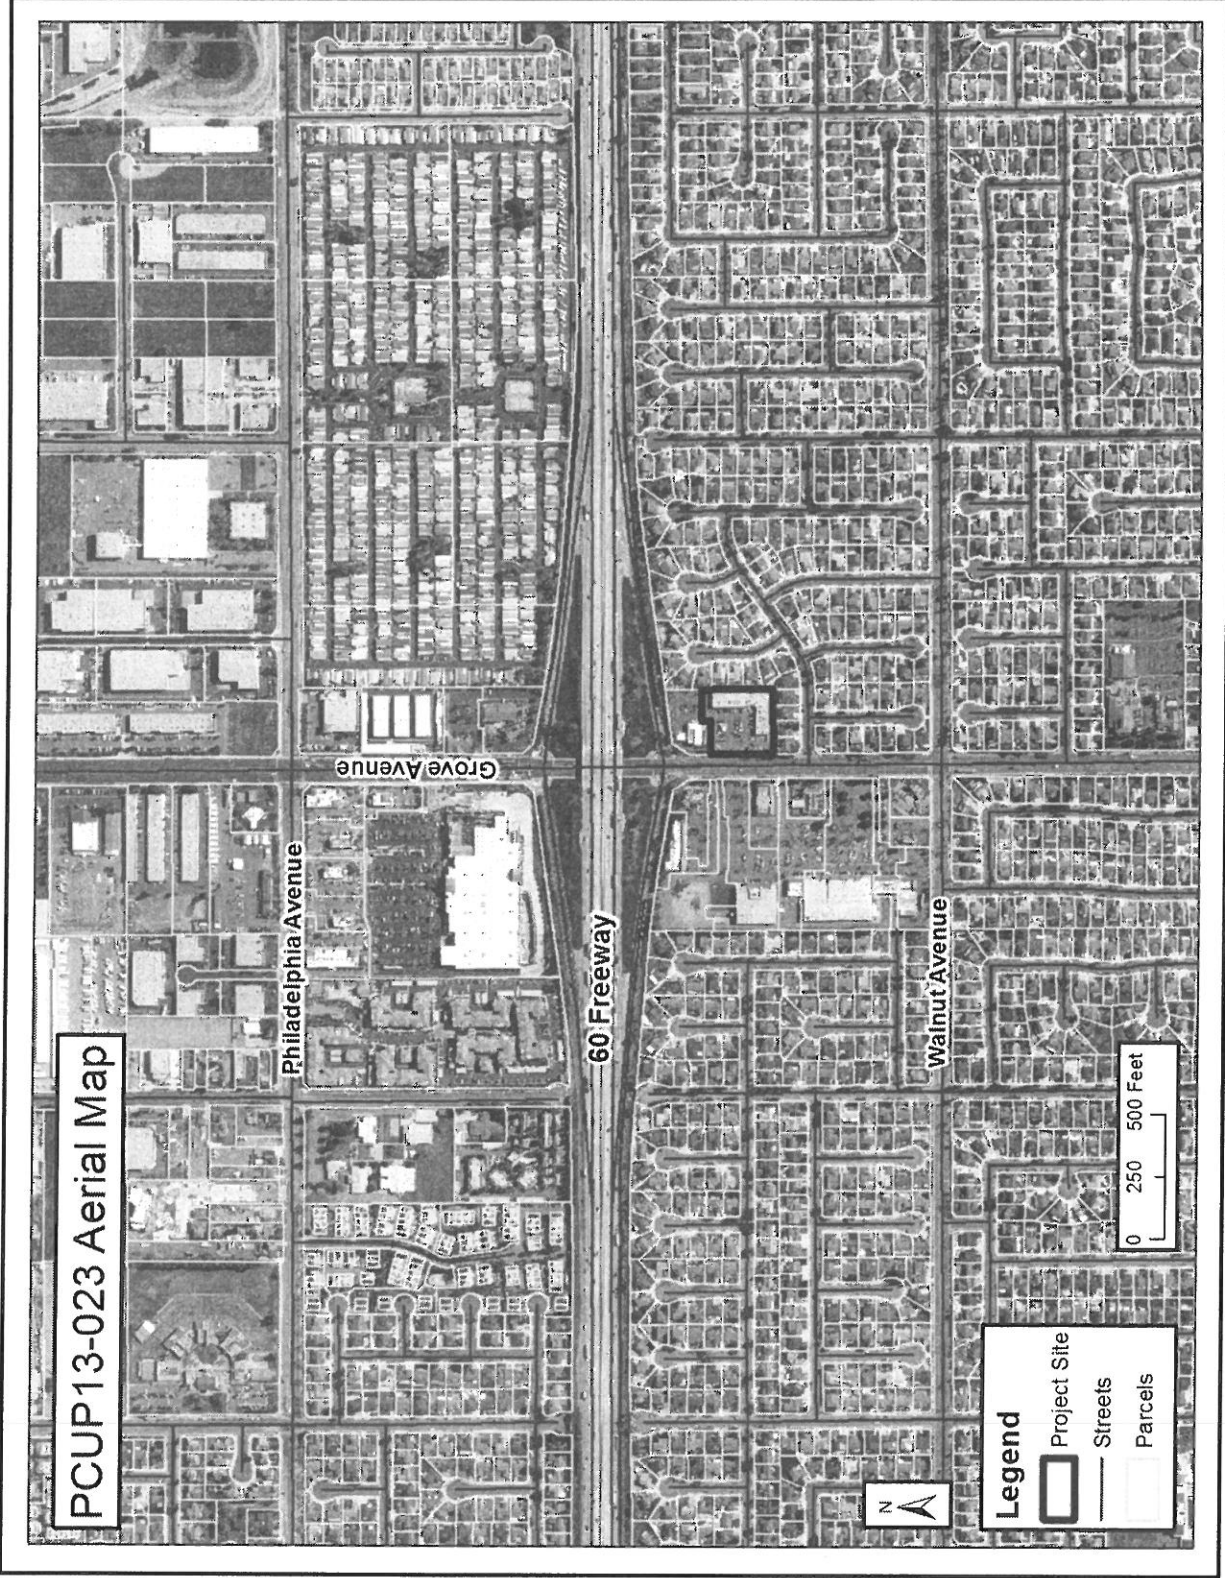 PCUP13-023 Aerial Map
Philadelphia Avenue
Grove Avenue
60 Freeway
Walnut Avenue
N
0 250 500 Feet
Legend
Project Site
Streets
Parcels